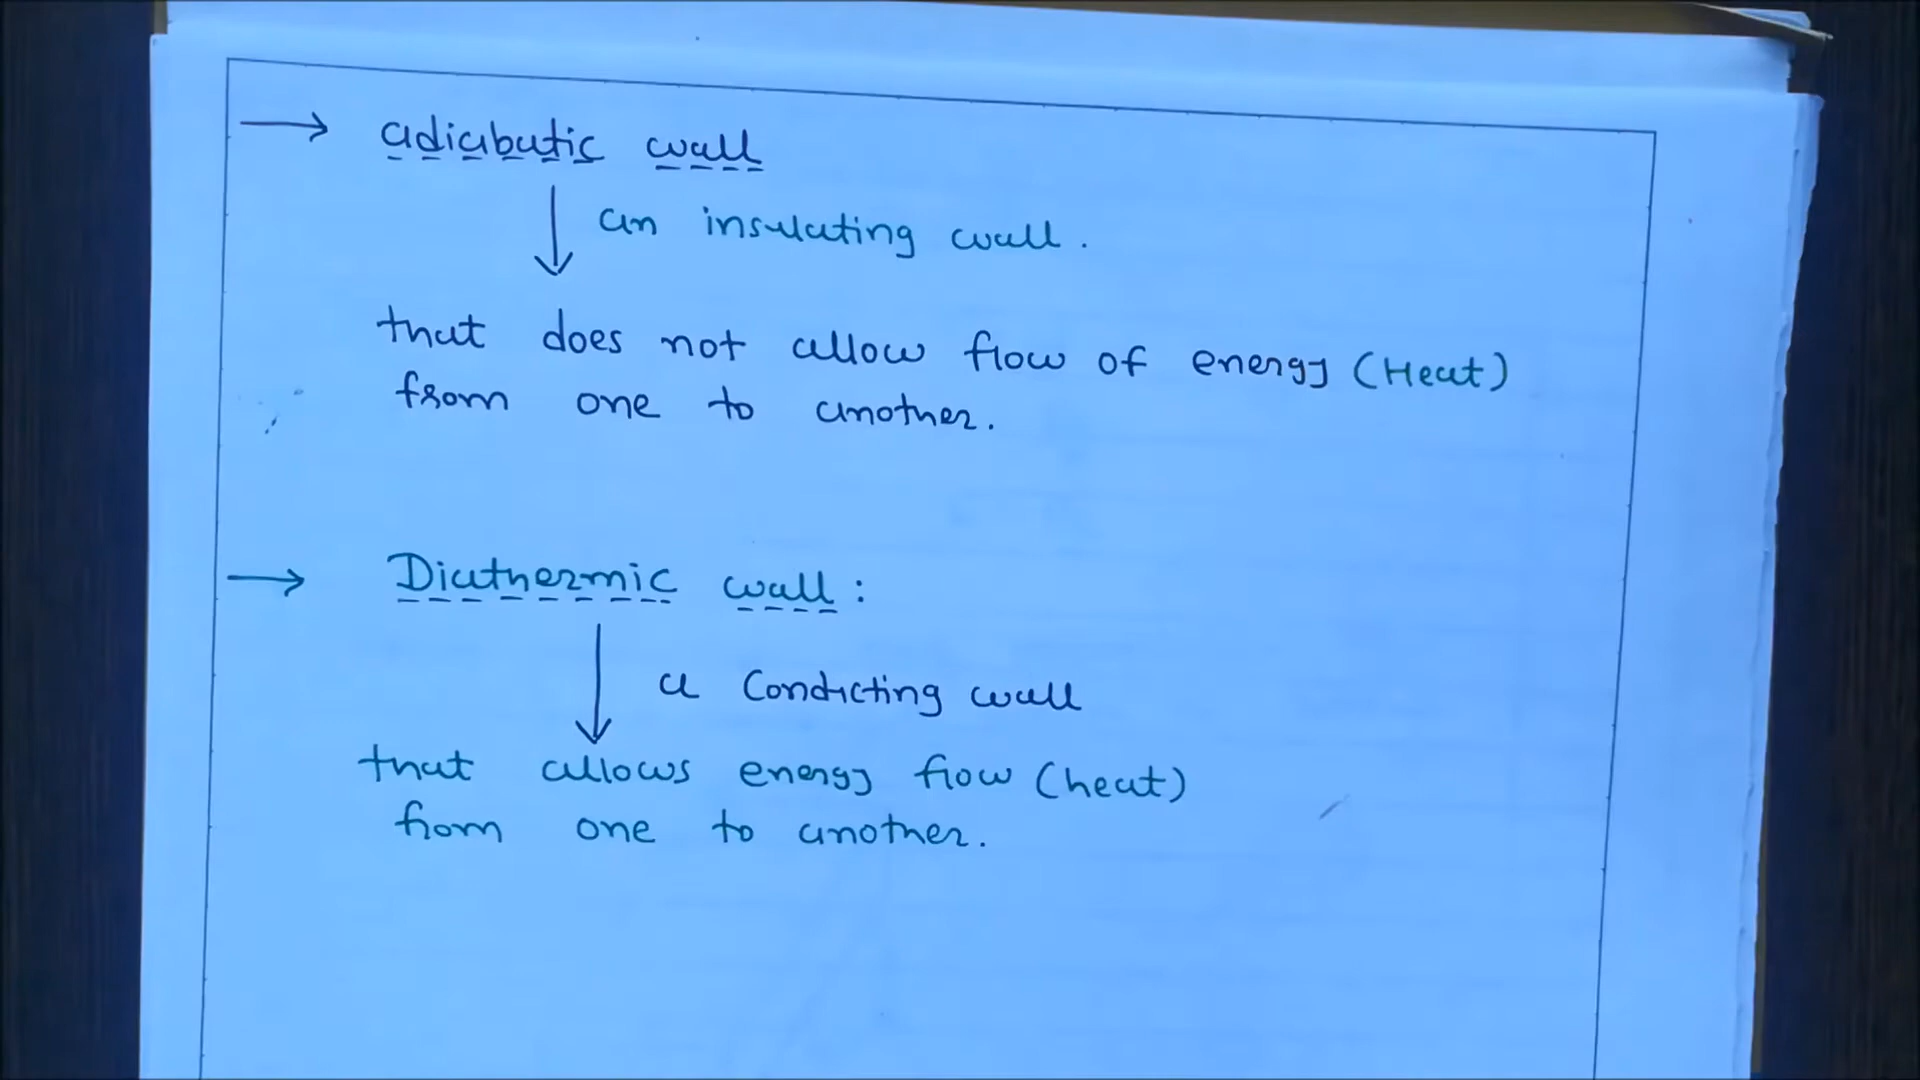 → adiabatic wall
↓ an insulating wall.
that does not allow flow of energy (Heat)
from one to another.
→ Diathermic wall:
↓ a Conducting wall
that allows energy flow (heat)
from one to another.